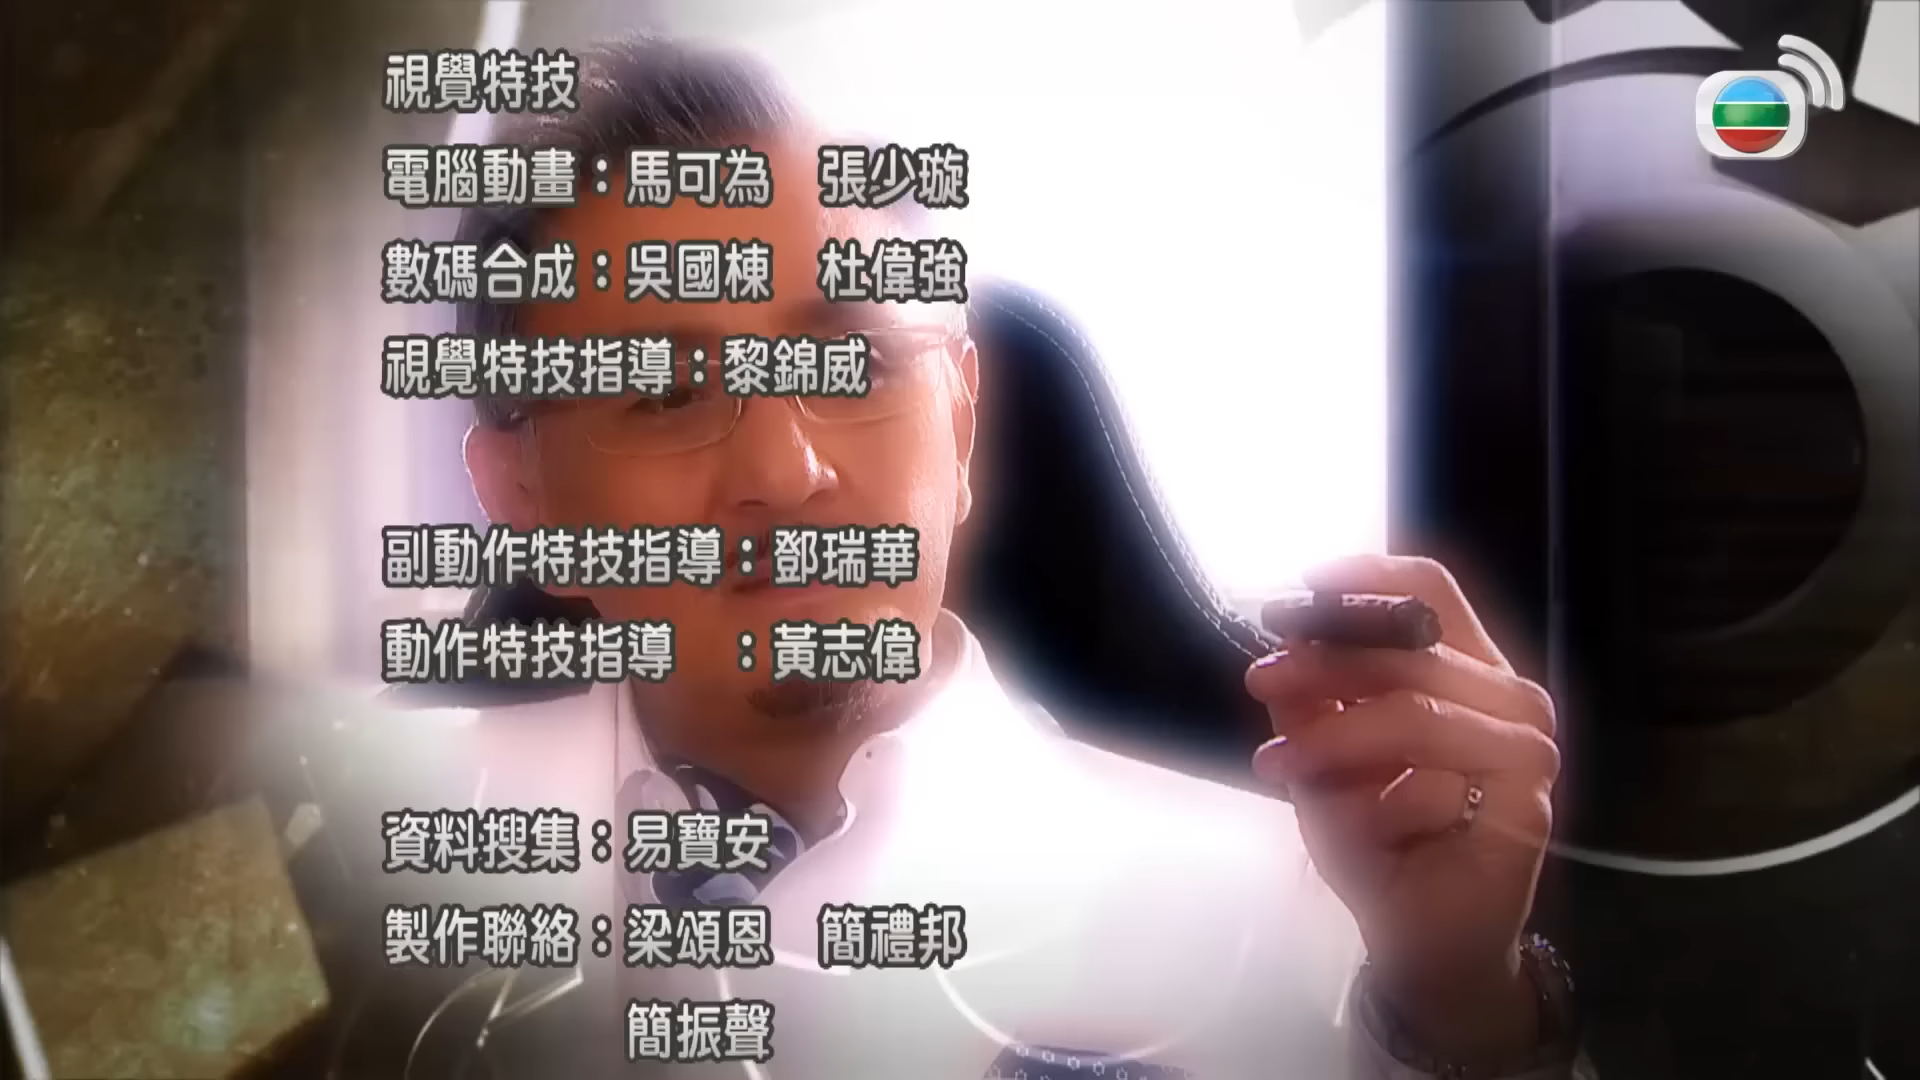 視覺特技
電腦動畫：馬可為　張少璇
數碼合成：吳國棟　杜偉強
視覺特技指導：黎錦威
副動作特技指導：鄧瑞華
動作特技指導　：黃志偉
資料搜集：易寶安
製作聯絡：梁頌恩　簡禮邦
簡振聲